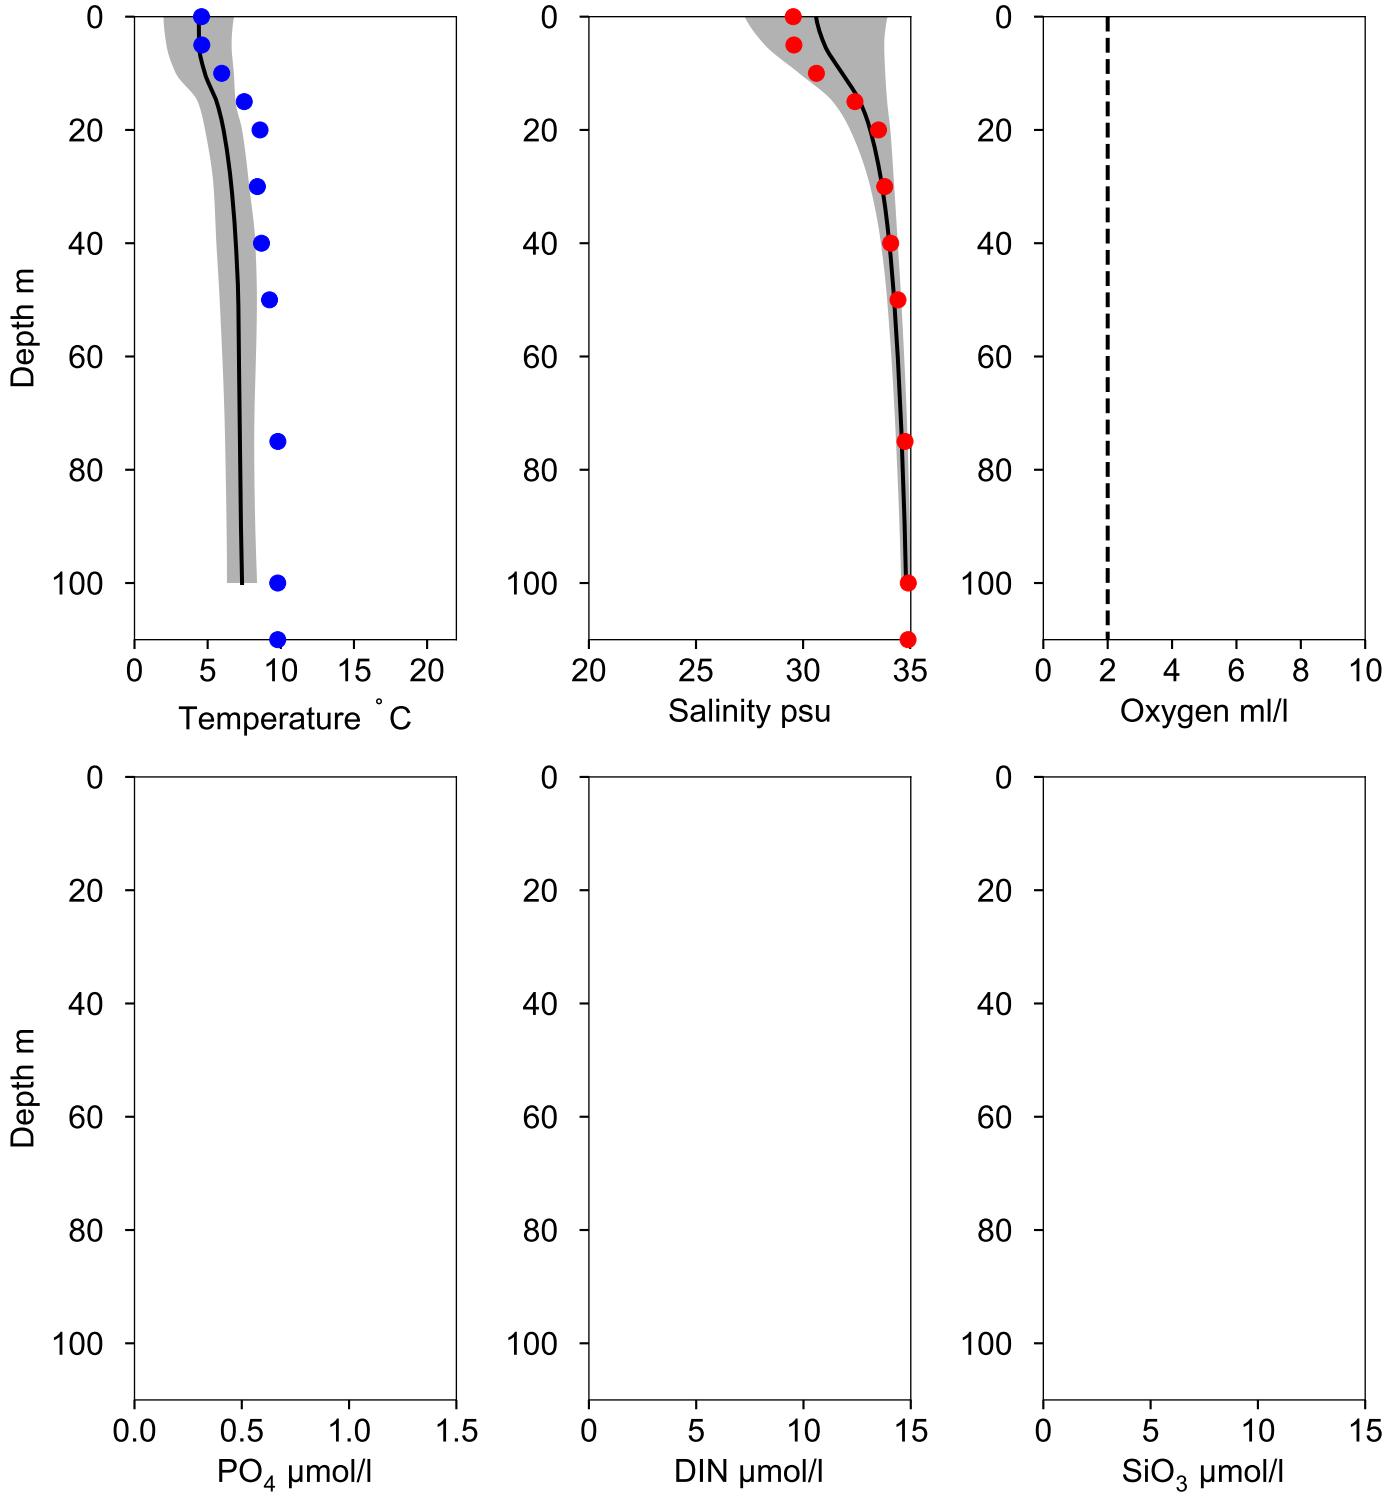 0
20
40
60
80
100
Depth m
0 5 10 15 20
Temperature °C
0
20
40
60
80
100
20 25 30 35
Salinity psu
0
20
40
60
80
100
0 2 4 6 8 10
Oxygen ml/l
0
20
40
60
80
100
Depth m
0.0 0.5 1.0 1.5
PO₄ µmol/l
0
20
40
60
80
100
0 5 10 15
DIN µmol/l
0
20
40
60
80
100
0 5 10 15
SiO₃ µmol/l